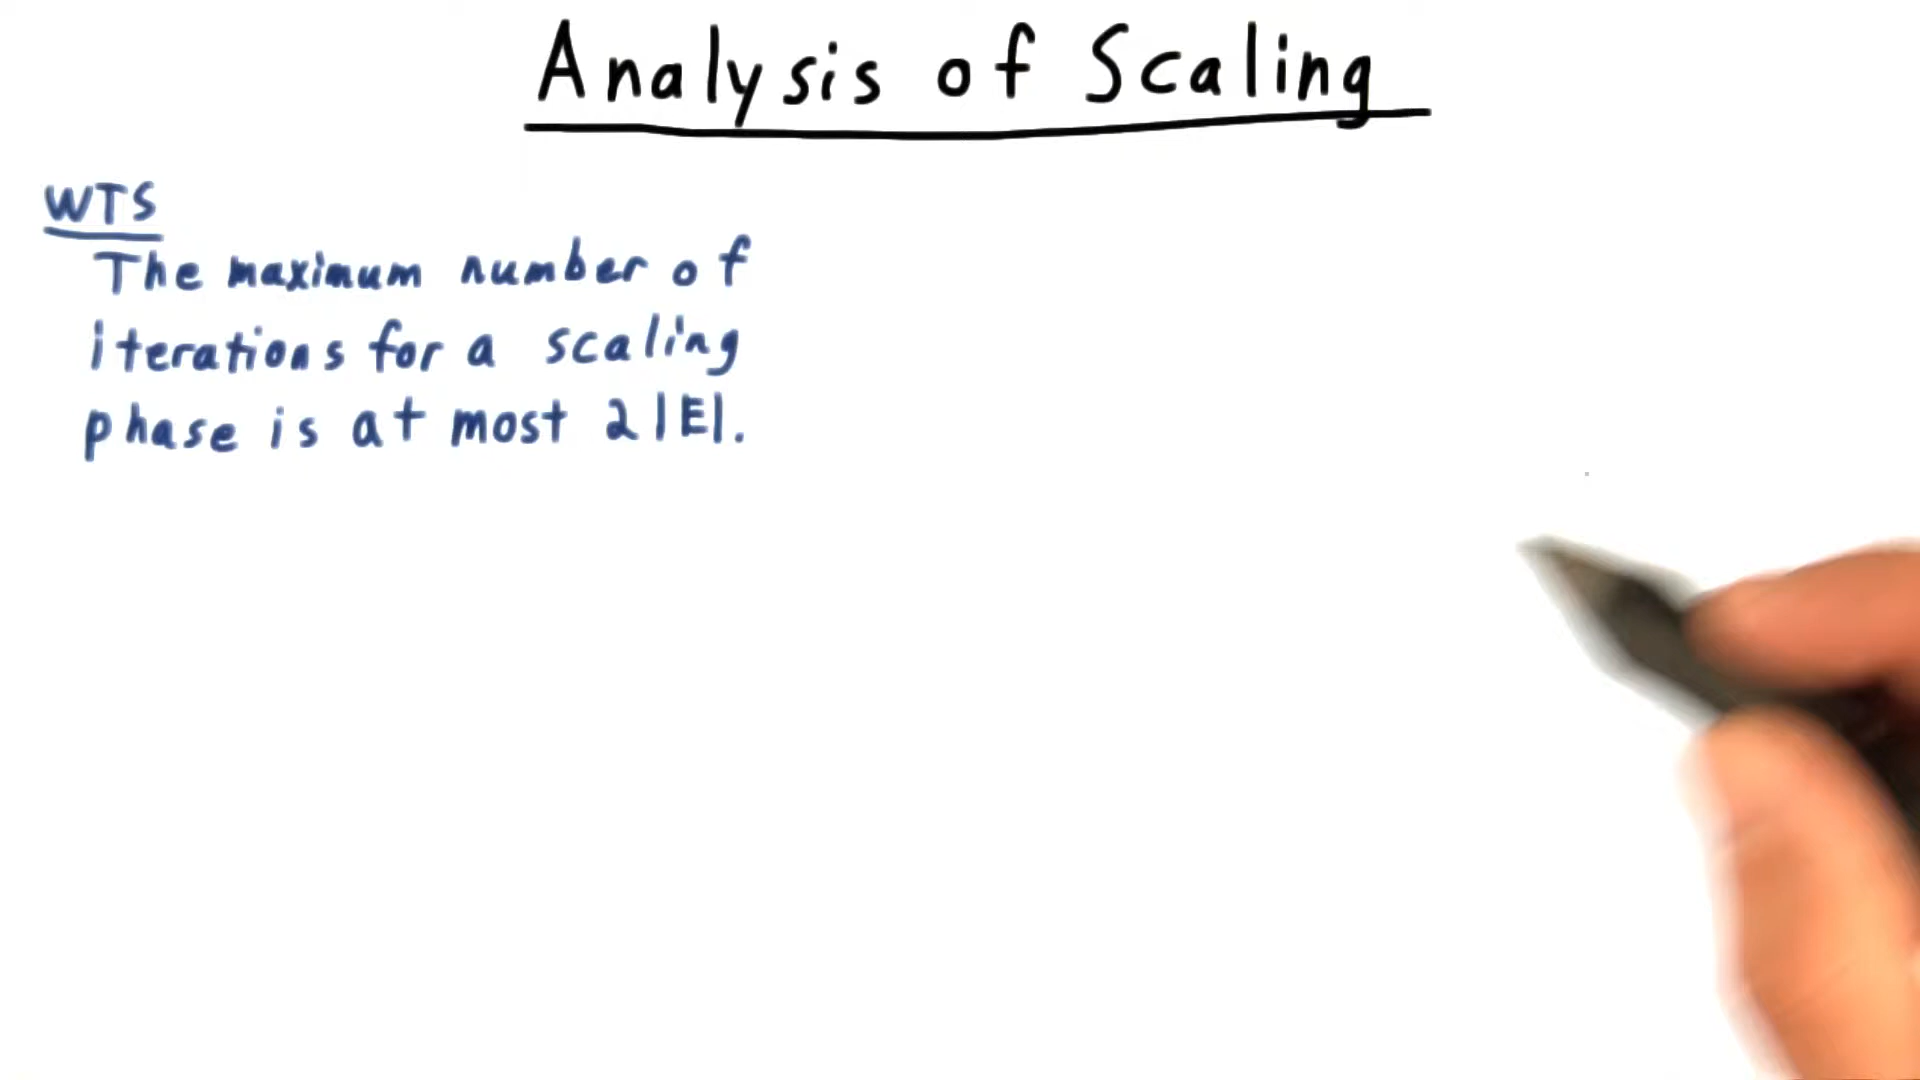 Analysis of Scaling
WTS
The maximum number of
iterations for a scaling
phase is at most 2|E|.